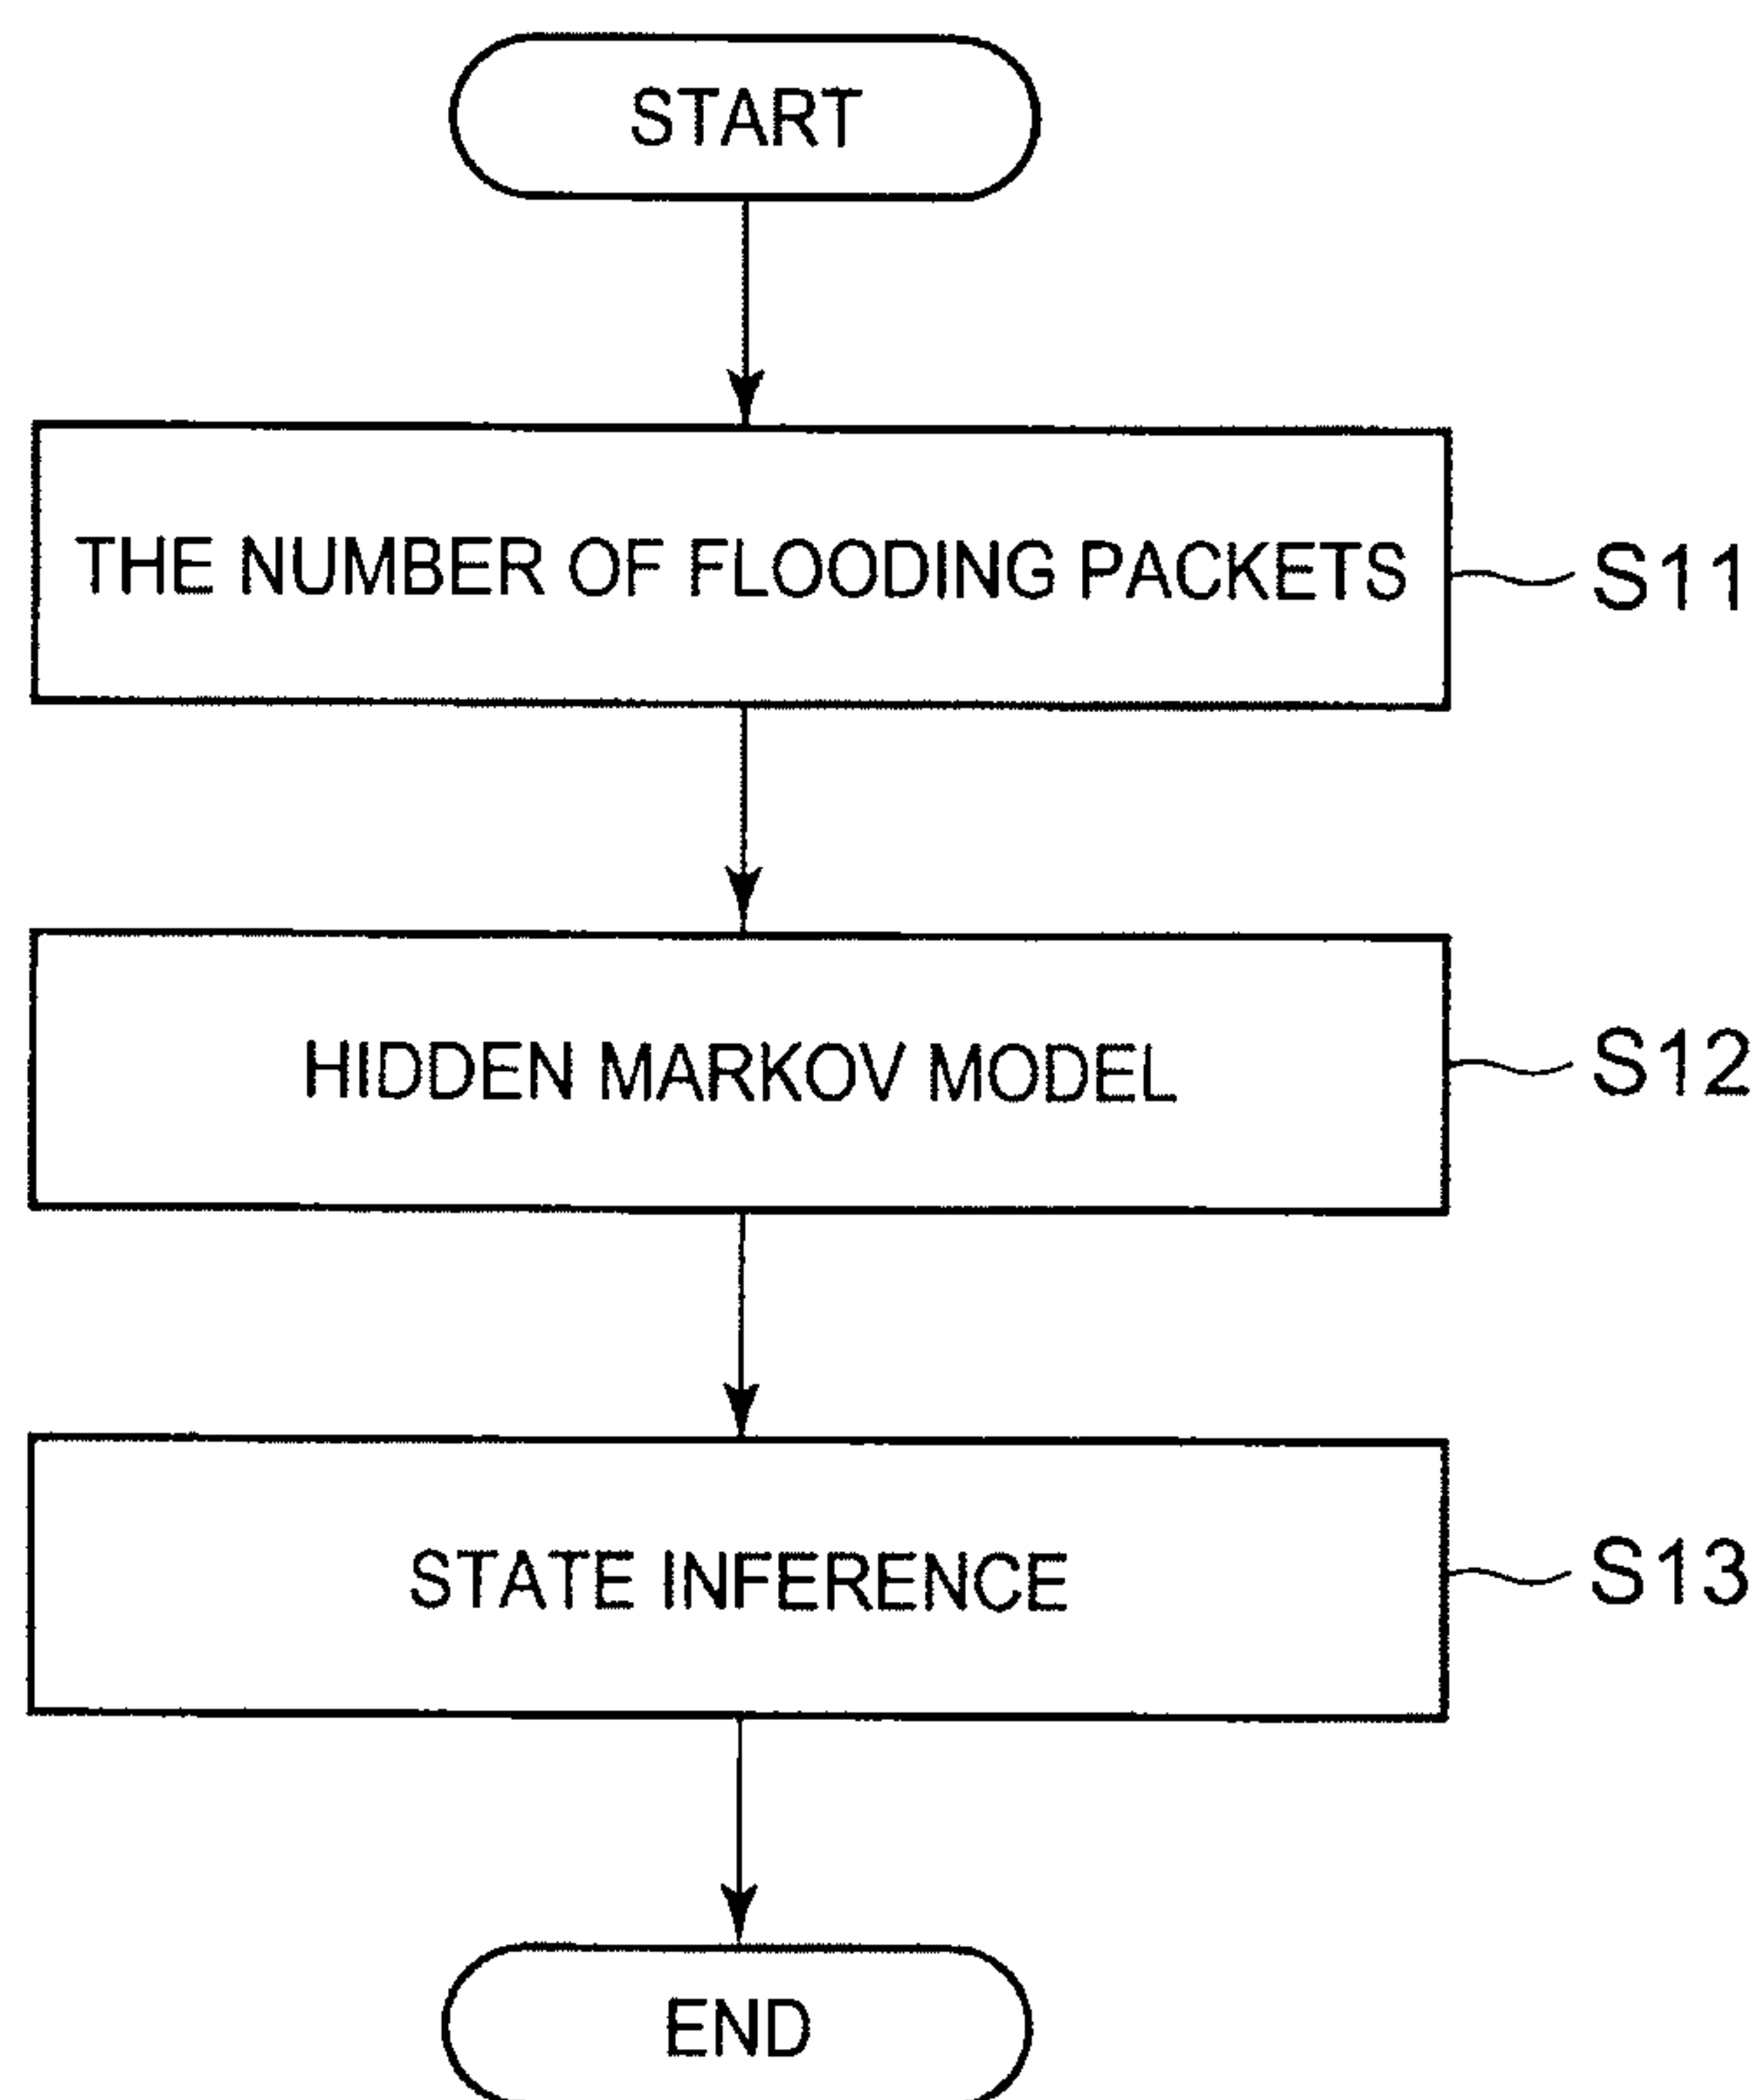 START
THE NUMBER OF FLOODING PACKETS
S11
HIDDEN MARKOV MODEL
S12
STATE INFERENCE
S13
END